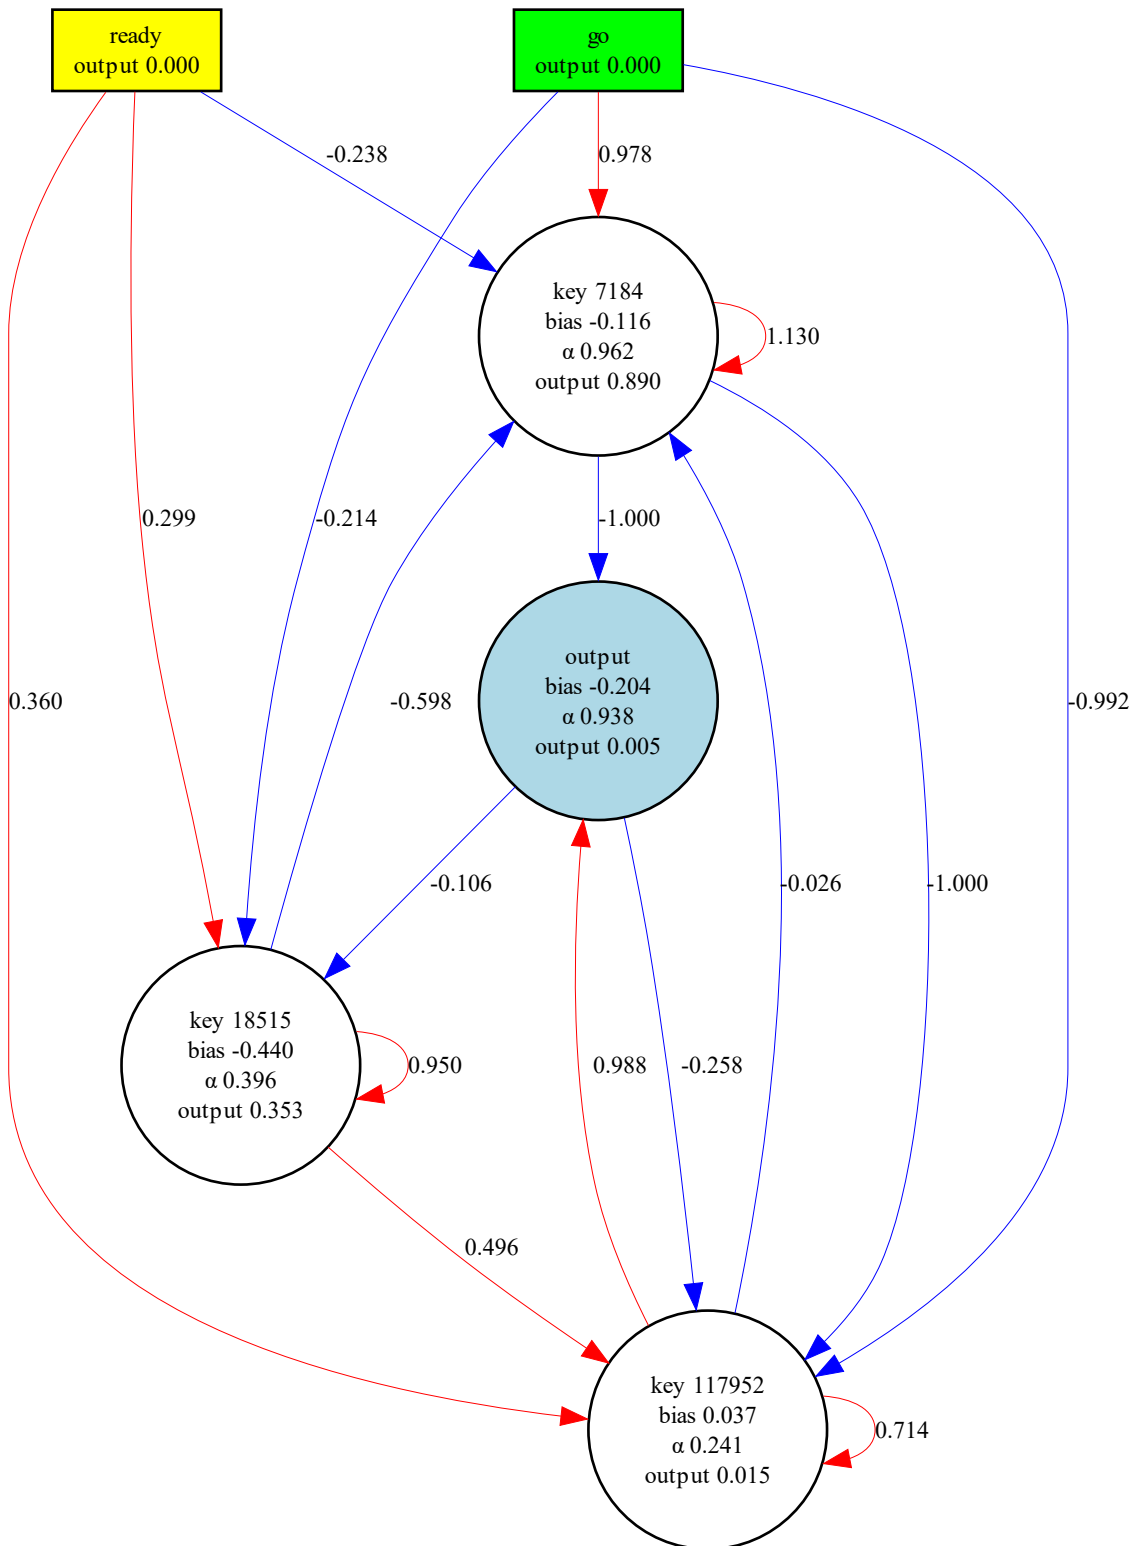 ready
output 0.000
go
output 0.000
-0.238
0.978
key 7184
bias -0.116
α 0.962
output 0.890
1.130
0.299
-0.214
-1.000
output
bias -0.204
α 0.938
output 0.005
0.360
-0.598
-0.992
-0.106
-0.026
-1.000
key 18515
bias -0.440
α 0.396
output 0.353
0.950
0.988
-0.258
0.496
key 117952
bias 0.037
α 0.241
output 0.015
0.714